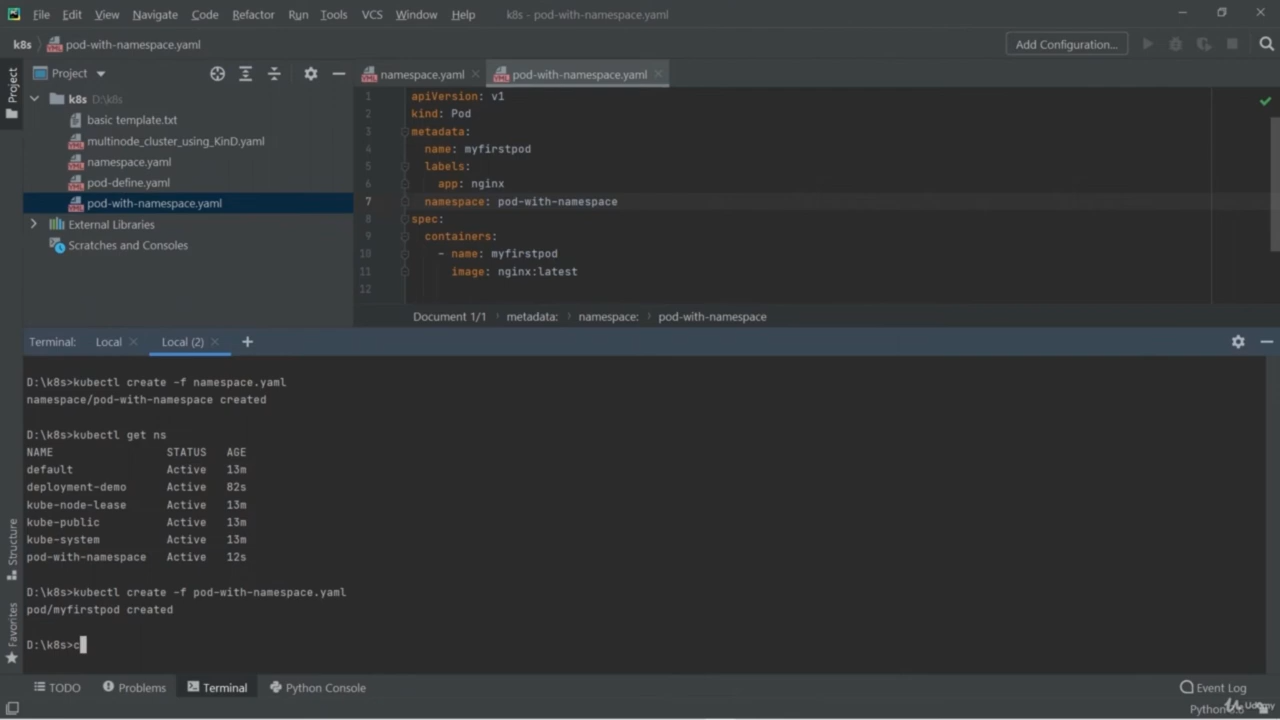 File Edit View Navigate Code Refactor Run Tools VCS Window Help k8s - pod-with-namespace.yaml
k8s pod-with-namespace.yaml Add Configuration...
Project
Project
namespace.yaml pod-with-namespace.yaml
k8s D:\k8s
basic template.txt
multinode_cluster_using_KinD.yaml
namespace.yaml
pod-define.yaml
pod-with-namespace.yaml
External Libraries
Scratches and Consoles
1 apiVersion: v1
2 kind: Pod
3 metadata:
4 name: myfirstpod
5 labels:
6 app: nginx
7 namespace: pod-with-namespace
8 spec:
9 containers:
10 - name: myfirstpod
11 image: nginx:latest
12
Document 1/1 metadata: namespace: pod-with-namespace
Terminal: Local Local (2)
D:\k8s>kubectl create -f namespace.yaml
namespace/pod-with-namespace created
D:\k8s>kubectl get ns
NAME STATUS AGE
default Active 13m
deployment-demo Active 82s
kube-node-lease Active 13m
kube-public Active 13m
kube-system Active 13m
pod-with-namespace Active 12s
D:\k8s>kubectl create -f pod-with-namespace.yaml
pod/myfirstpod created
D:\k8s>c
Structure
Favorites
TODO Problems Terminal Python Console Event Log
Udemy